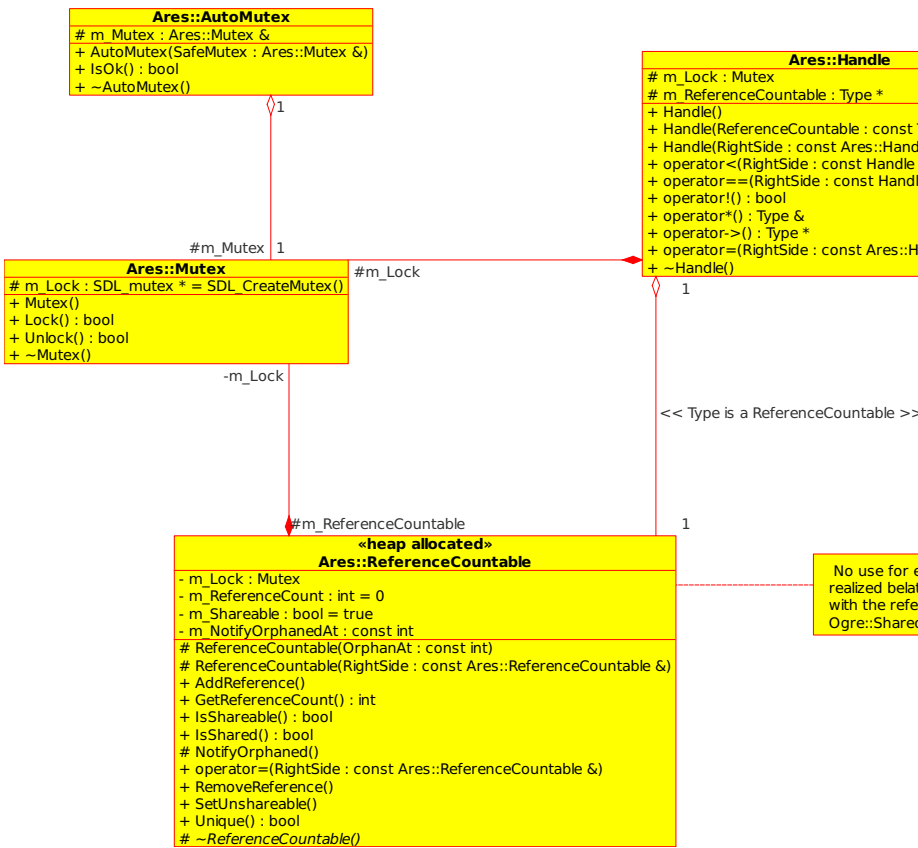 Ares::AutoMutex
# m_Mutex : Ares::Mutex &
+ AutoMutex(SafeMutex : Ares::Mutex &)
+ IsOk() : bool
+ ~AutoMutex()
1
#m_Mutex 1
Ares::Handle
# m_Lock : Mutex
# m_ReferenceCountable : Type *
+ Handle()
+ Handle(ReferenceCountable : const
+ Handle(RightSide : const Ares::Hand
+ operator<(RightSide : const Handle
+ operator==(RightSide : const Handl
+ operator!() : bool
+ operator*() : Type &
+ operator->() : Type *
+ operator=(RightSide : const Ares::H
+ ~Handle()
Ares::Mutex
# m_Lock : SDL_mutex * = SDL_CreateMutex()
+ Mutex()
+ Lock() : bool
+ Unlock() : bool
+ ~Mutex()
#m_Lock
1
-m_Lock
<< Type is a ReferenceCountable >>
#m_ReferenceCountable
1
«heap allocated»
Ares::ReferenceCountable
- m_Lock : Mutex
- m_ReferenceCount : int = 0
- m_Shareable : bool = true
- m_NotifyOrphanedAt : const int
# ReferenceCountable(OrphanAt : const int)
# ReferenceCountable(RightSide : const Ares::ReferenceCountable &)
+ AddReference()
+ GetReferenceCount() : int
+ IsShareable() : bool
+ IsShared() : bool
# NotifyOrphaned()
+ operator=(RightSide : const Ares::ReferenceCountable &)
+ RemoveReference()
+ SetUnshareable()
+ Unique() : bool
# ~ReferenceCountable()
No use for e
realized belat
with the refe
Ogre::Shared